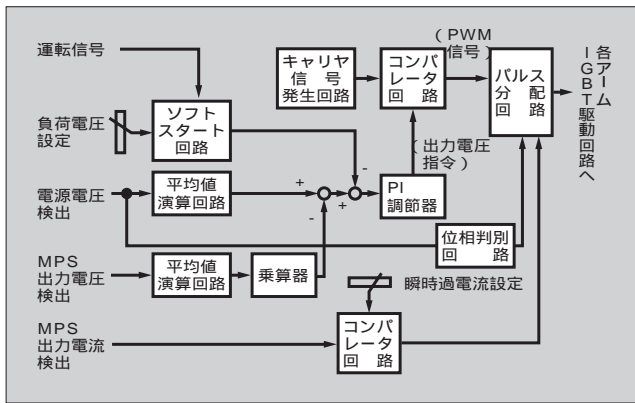 運転信号
負荷電圧
設定
電源電圧
検出
MPS
出力電圧
検出
MPS
出力電流
検出
ソフト
スタート
回路
平均値
演算回路
平均値
演算回路
乗算器
キャリヤ
信号
発生回路
コンパ
レータ
回路
(PWM
信号)
パルス
分配
回路
各アーム
IGBT駆動回路へ
(出力電圧
指令)
PI
調節器
位相判別
回路
瞬時過電流設定
コンパ
レータ
回路
+
-
+
-